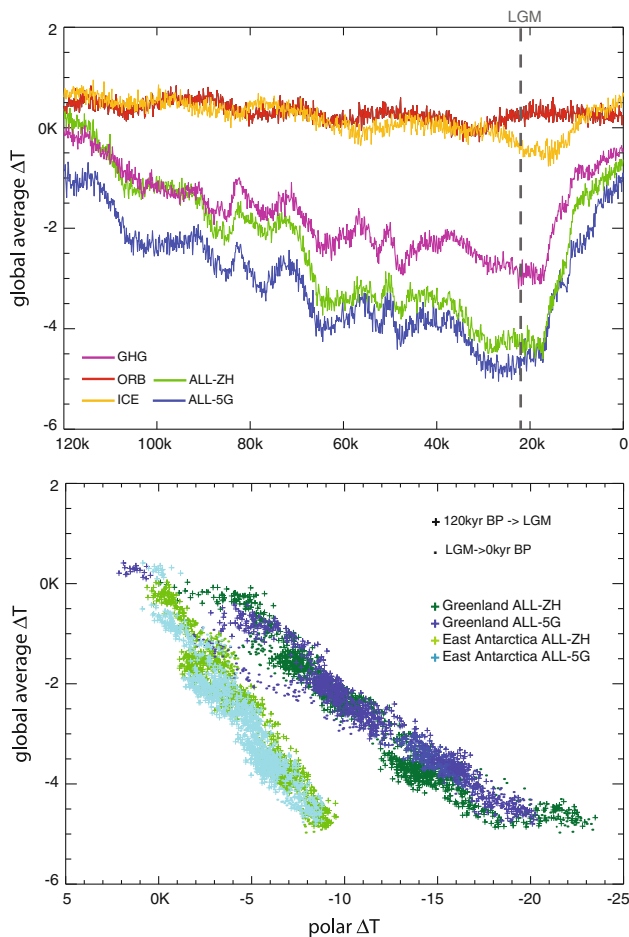 LGM
2
0K
-2
-4
-6
global average ΔT
GHG
ORB
ALL-ZH
ICE
ALL-5G
120k
100k
80k
60k
40k
20k
0
2
0K
-2
-4
-6
global average ΔT
120kyr BP -> LGM
LGM->0kyr BP
Greenland ALL-ZH
Greenland ALL-5G
East Antarctica ALL-ZH
East Antarctica ALL-5G
5
0K
-5
-10
-15
-20
-25
polar ΔT